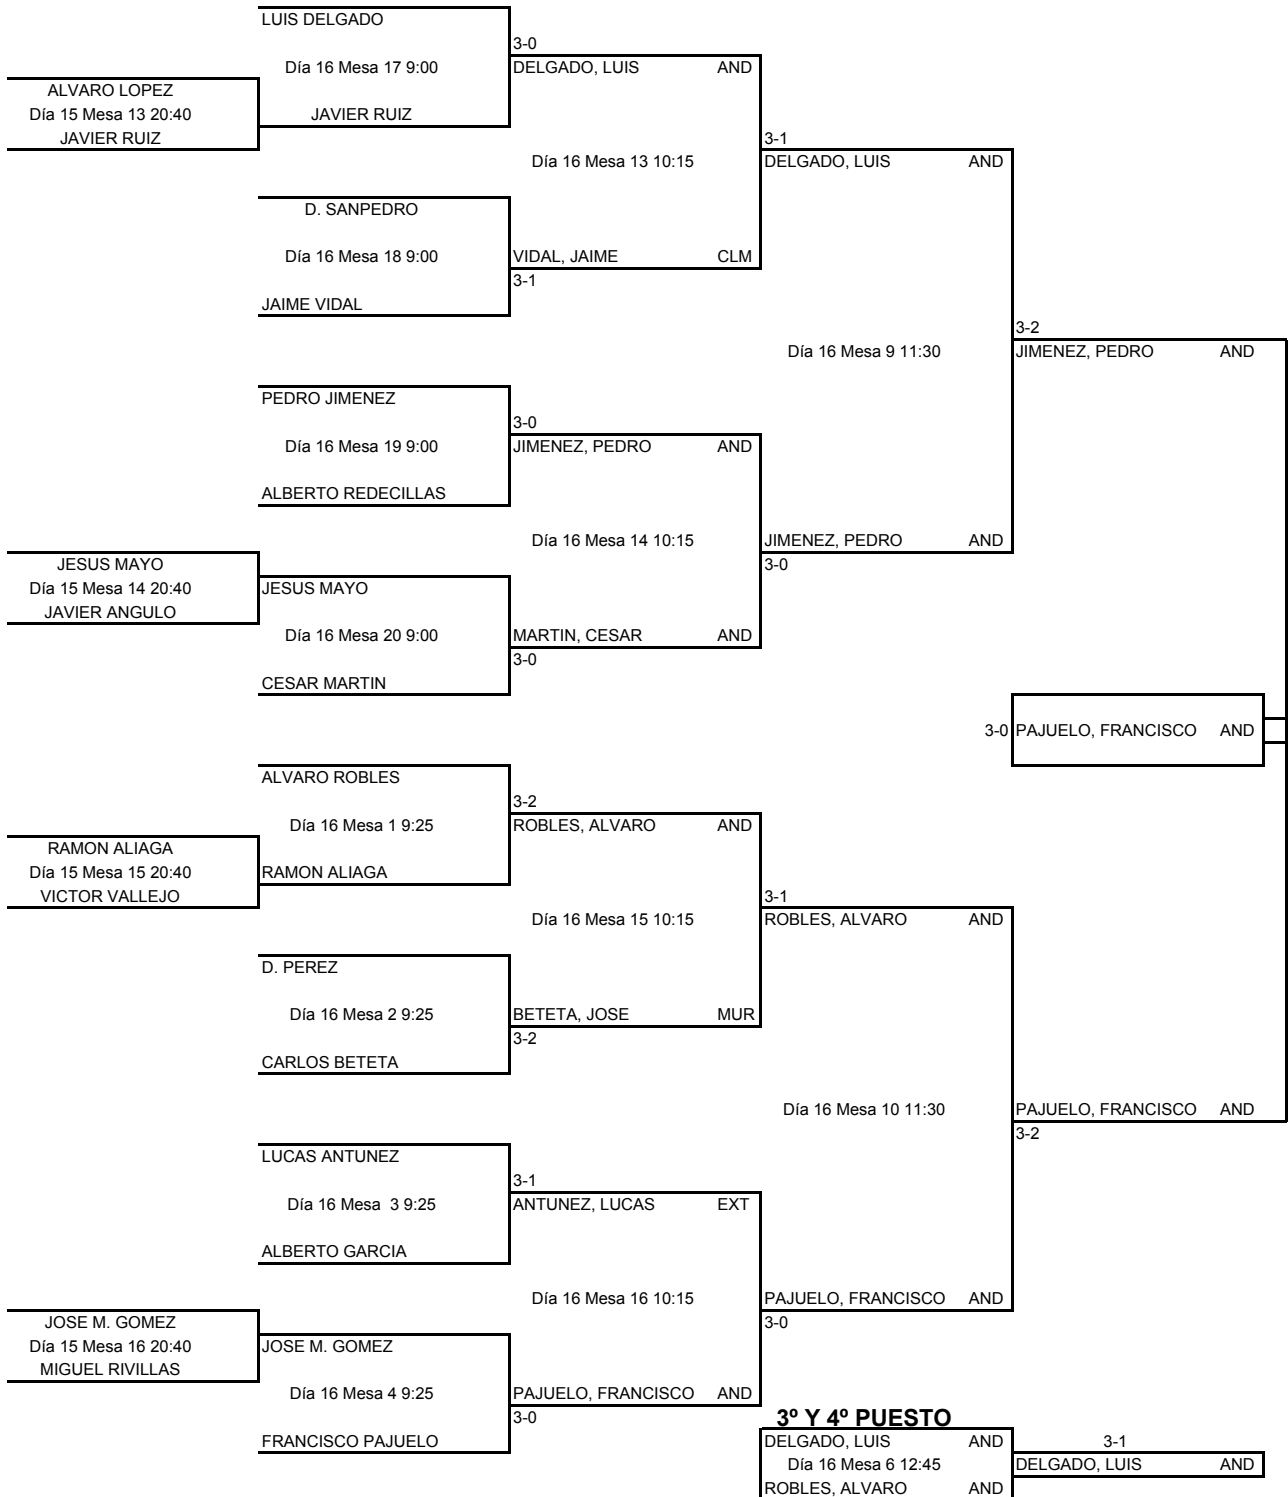 LUIS DELGADO
3-0
Día 16 Mesa 17 9:00
DELGADO, LUIS AND
ALVARO LOPEZ
Día 15 Mesa 13 20:40
JAVIER RUIZ
JAVIER RUIZ
3-1
Día 16 Mesa 13 10:15
DELGADO, LUIS AND
D. SANPEDRO
Día 16 Mesa 18 9:00
VIDAL, JAIME CLM
3-1
JAIME VIDAL
3-2
Día 16 Mesa 9 11:30
JIMENEZ, PEDRO AND
PEDRO JIMENEZ
3-0
Día 16 Mesa 19 9:00
JIMENEZ, PEDRO AND
ALBERTO REDECILLAS
Día 16 Mesa 14 10:15
JIMENEZ, PEDRO AND
3-0
JESUS MAYO
Día 15 Mesa 14 20:40
JESUS MAYO
JAVIER ANGULO
Día 16 Mesa 20 9:00
MARTIN, CESAR AND
3-0
CESAR MARTIN
3-0 PAJUELO, FRANCISCO AND
ALVARO ROBLES
3-2
Día 16 Mesa 1 9:25
ROBLES, ALVARO AND
RAMON ALIAGA
Día 15 Mesa 15 20:40
RAMON ALIAGA
VICTOR VALLEJO
3-1
Día 16 Mesa 15 10:15
ROBLES, ALVARO AND
D. PEREZ
Día 16 Mesa 2 9:25
BETETA, JOSE MUR
3-2
CARLOS BETETA
Día 16 Mesa 10 11:30
PAJUELO, FRANCISCO AND
3-2
LUCAS ANTUNEZ
3-1
Día 16 Mesa 3 9:25
ANTUNEZ, LUCAS EXT
ALBERTO GARCIA
Día 16 Mesa 16 10:15
PAJUELO, FRANCISCO AND
3-0
JOSE M. GOMEZ
Día 15 Mesa 16 20:40
JOSE M. GOMEZ
MIGUEL RIVILLAS
Día 16 Mesa 4 9:25
PAJUELO, FRANCISCO AND
3-0
FRANCISCO PAJUELO
3º Y 4º PUESTO
DELGADO, LUIS AND
3-1
Día 16 Mesa 6 12:45
DELGADO, LUIS AND
ROBLES, ALVARO AND